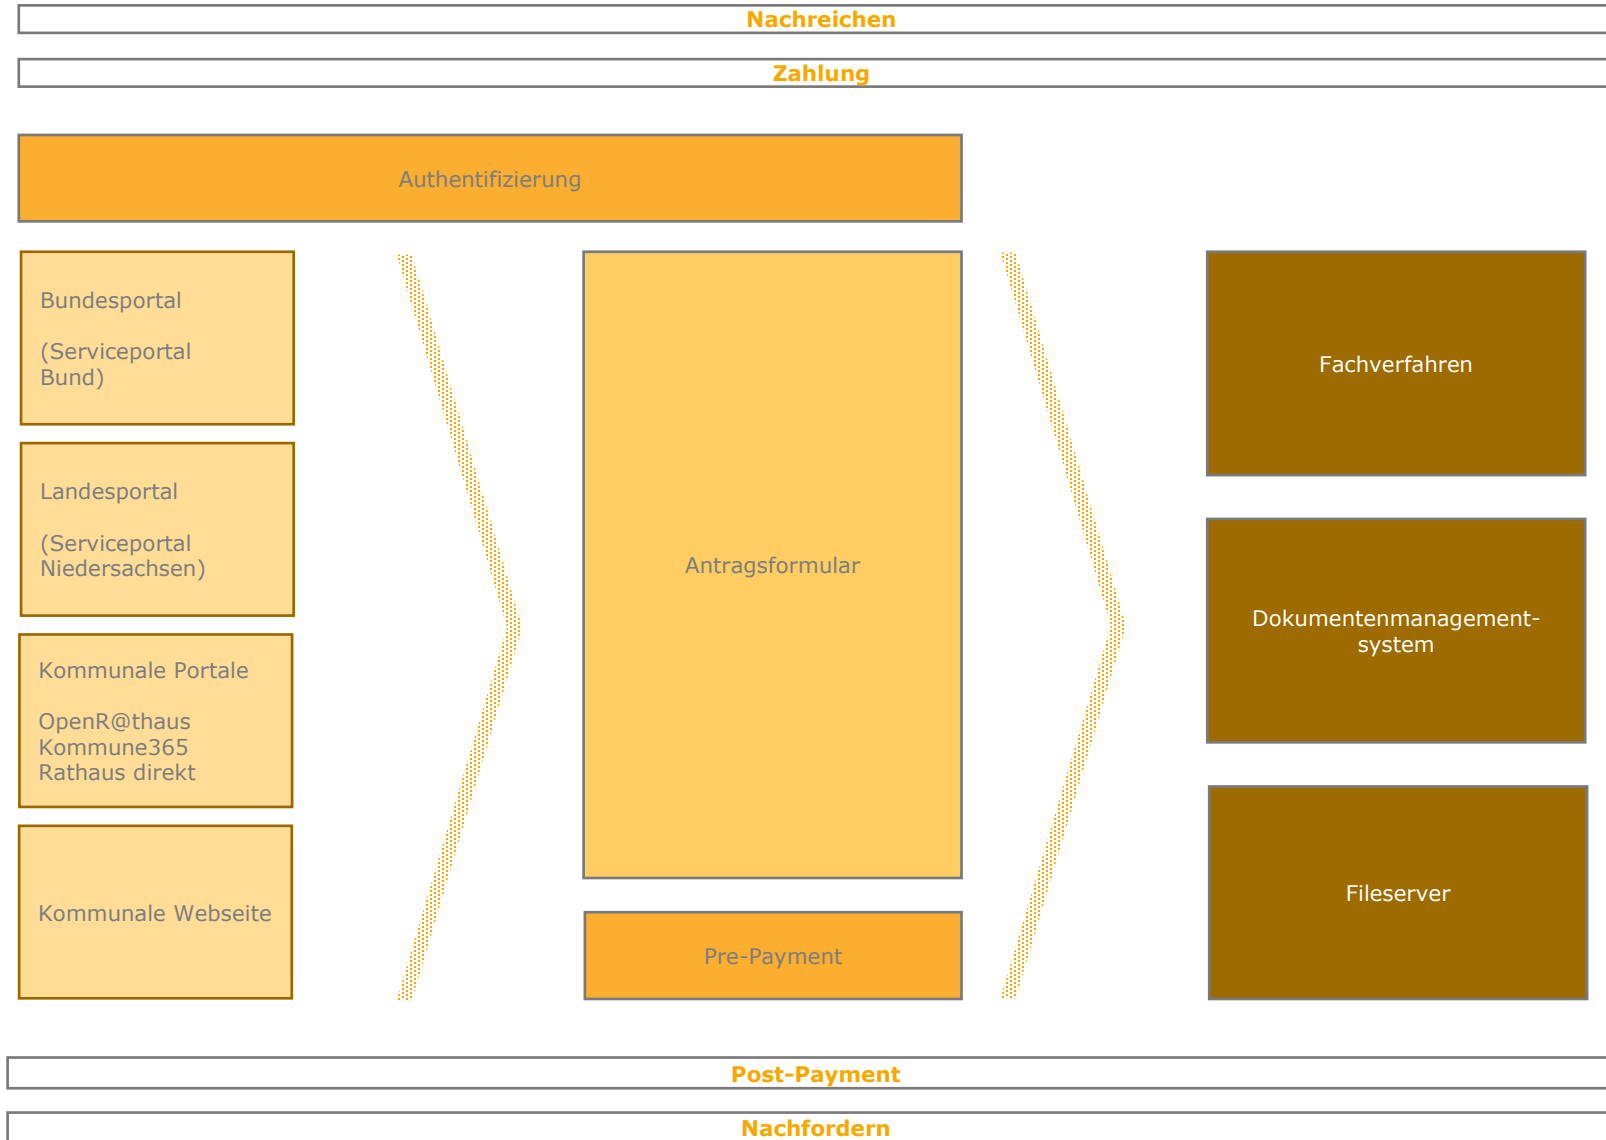 Nachreichen
Zahlung
Authentifizierung
Bundesportal
(Serviceportal
Bund)
Landesportal
(Serviceportal
Niedersachsen)
Kommunale Portale
OpenR@thaus
Kommune365
Rathaus direkt
Kommunale Webseite
Antragsformular
Pre-Payment
Fachverfahren
Dokumentenmanagement-
system
Fileserver
Post-Payment
Nachfordern